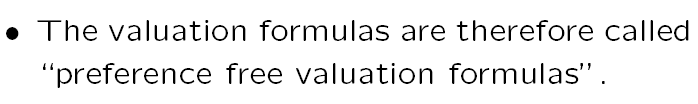 • The valuation formulas are therefore called
“preference free valuation formulas”.